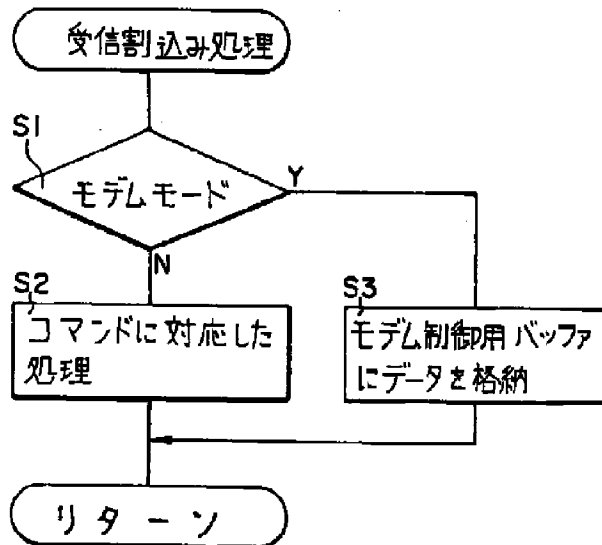 受信割込み処理
S1
モデムモード
Y
N
S2
コマンドに対応した
処理
S3
モデム制御用バッファ
にデータを格納
リターン